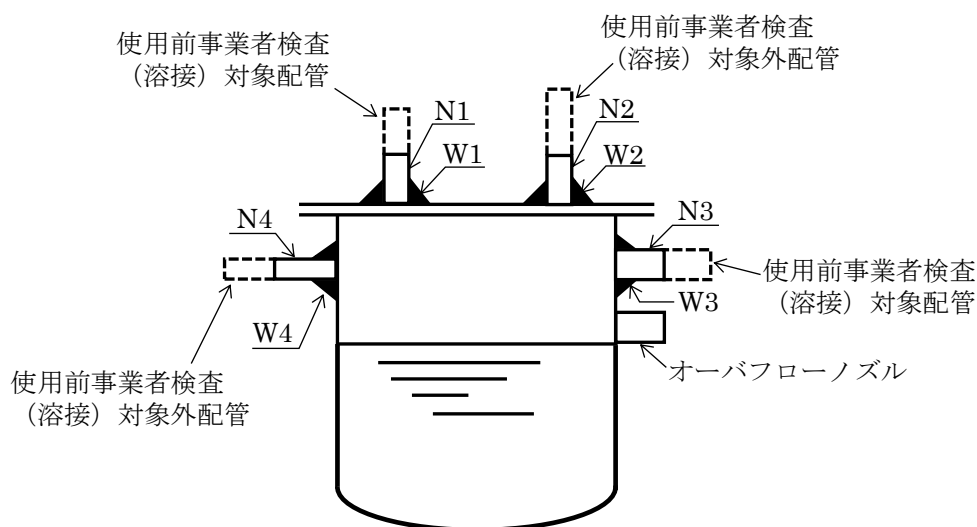 使用前事業者検査
（溶接）対象配管
使用前事業者検査
（溶接）対象外配管
N1
W1
N2
W2
N4
N3
W4
W3
使用前事業者検査
（溶接）対象配管
オーバフローノズル
使用前事業者検査
（溶接）対象外配管